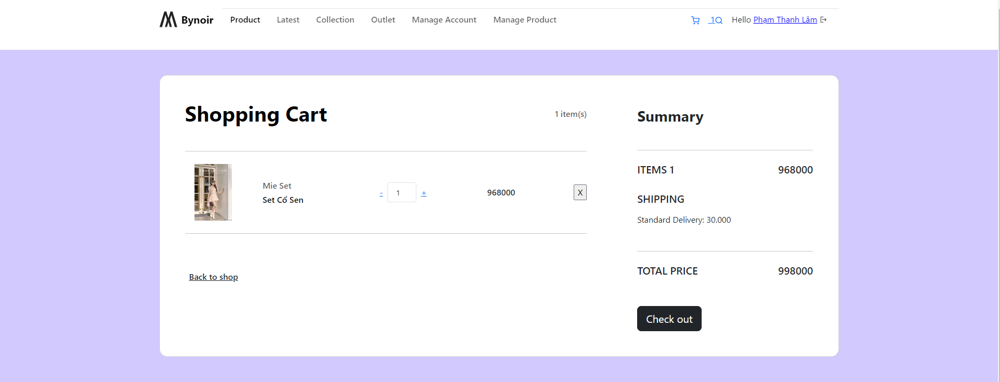 Bynoir Product Latest Collection Outlet Manage Account Manage Product 1 Hello Phạm Thanh Lâm
Shopping Cart
1 item(s)
Mie Set
Set Cổ Sen
- 1 + 968000 X
Back to shop
Summary
ITEMS 1 968000
SHIPPING
Standard Delivery: 30.000
TOTAL PRICE 998000
Check out